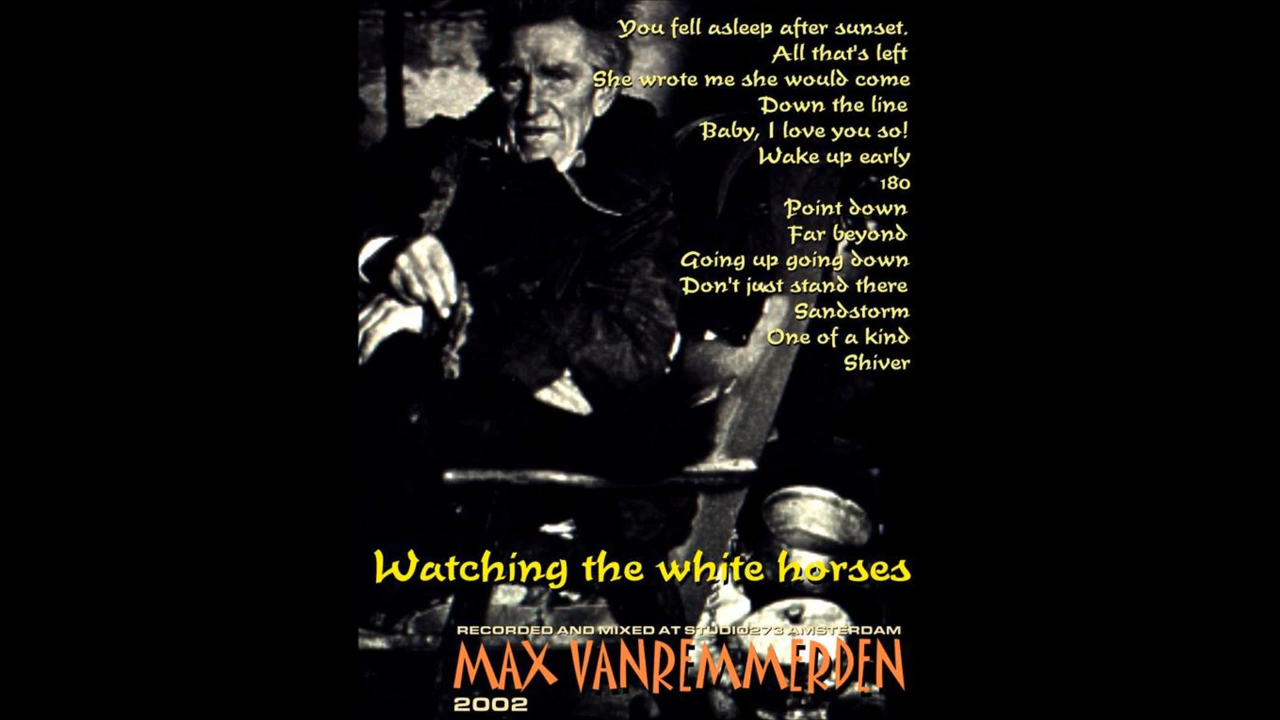 You fell asleep after sunset.
All that's left
She wrote me she would come
Down the line
Baby, I love you so!
Wake up early
180
Point down
Far beyond
Going up going down
Don't just stand there
Sandstorm
One of a kind
Shiver
Watching the white horses
RECORDED AND MIXED AT STUDIO273 AMSTERDAM
MAX VANREMMERDEN
2002